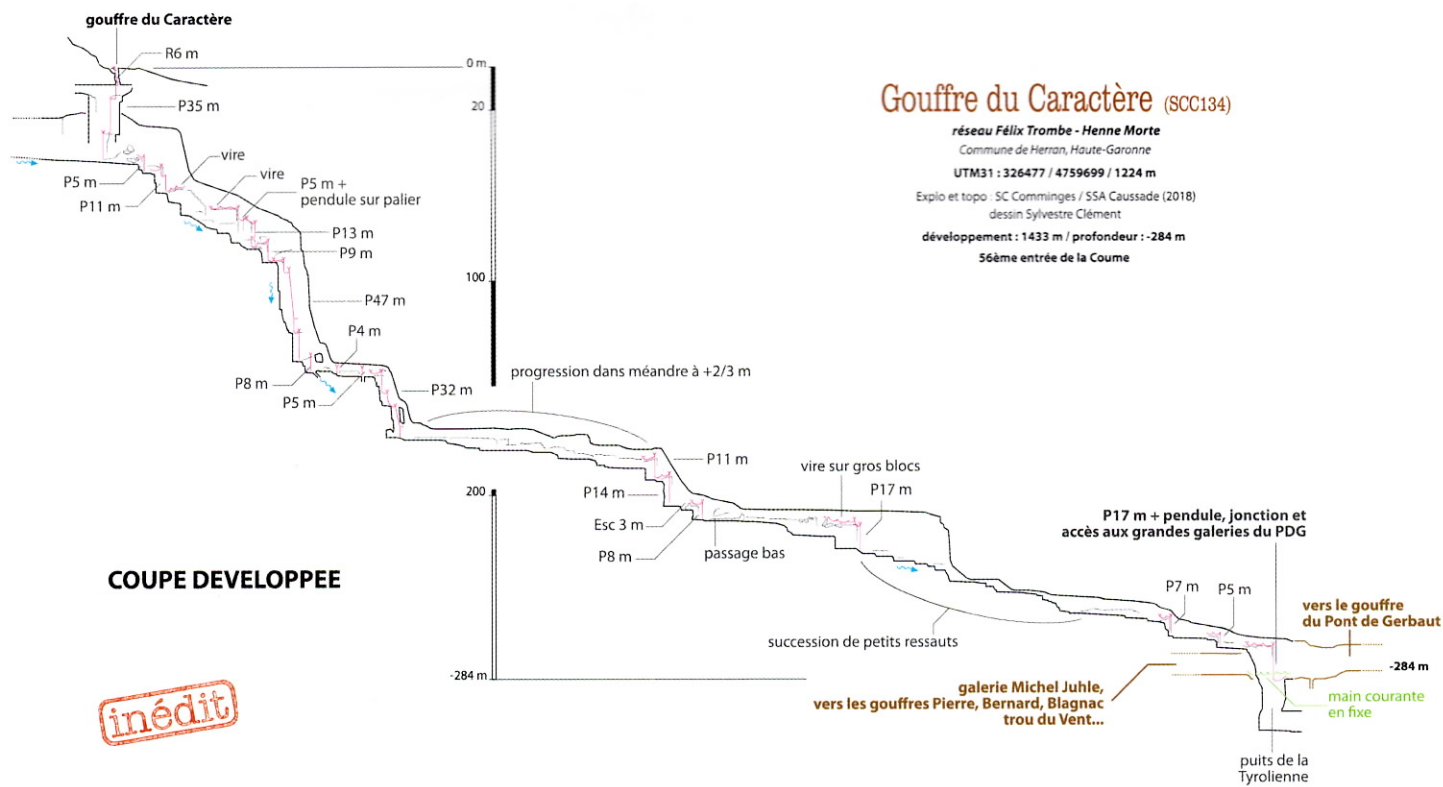 gouffre du Caractère
R6 m
P35 m
0 m
20
100
200
-284 m
Gouffre du Caractère (SCC134)
réseau Félix Trombe - Henne Morte
Commune de Herran, Haute-Garonne
UTM31 : 326477 / 4759699 / 1224 m
Explo et topo : SC Comminges / SSA Caussade (2018)
dessin Sylvestre Clément
développement : 1433 m / profondeur : -284 m
56ème entrée de la Coume
vire
vire
P5 m
P11 m
P5 m +
pendule sur palier
P13 m
P9 m
P47 m
P4 m
P8 m
P5 m
P32 m
progression dans méandre à +2/3 m
P11 m
P14 m
Esc 3 m
P8 m
passage bas
vire sur gros blocs
P17 m
succession de petits ressauts
P17 m + pendule, jonction et
accès aux grandes galeries du PDG
P7 m
P5 m
vers le gouffre
du Pont de Gerbaut
-284 m
main courante
en fixe
galerie Michel Juhle,
vers les gouffres Pierre, Bernard, Blagnac
trou du Vent...
puits de la
Tyrolienne
COUPE DEVELOPPEE
inédit